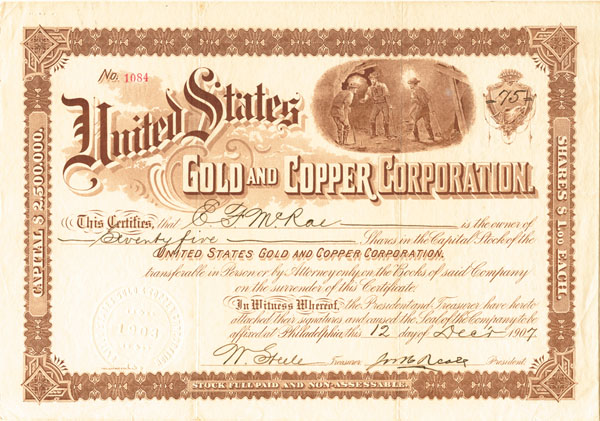 No. 1084
United States
75
GOLD AND COPPER CORPORATION.
CAPITAL $2,500,000.
SHARES $1.00 EACH.
This Certifies, that E. F. McRae is the owner of
Seventy five Shares in the Capital Stock of the
UNITED STATES GOLD AND COPPER CORPORATION.
transferable in Person or by Attorney only, on the Books of said Company
on the surrender of this Certificate.
In Witness Whereof, the President and Treasurer have hereto
attached their signatures and caused the Seal of the Company to be
affixed at Philadelphia, this 12 day of Dec'r 1907
W. Steele Treasurer President
STOCK FULL PAID AND NON-ASSESSABLE.
1903